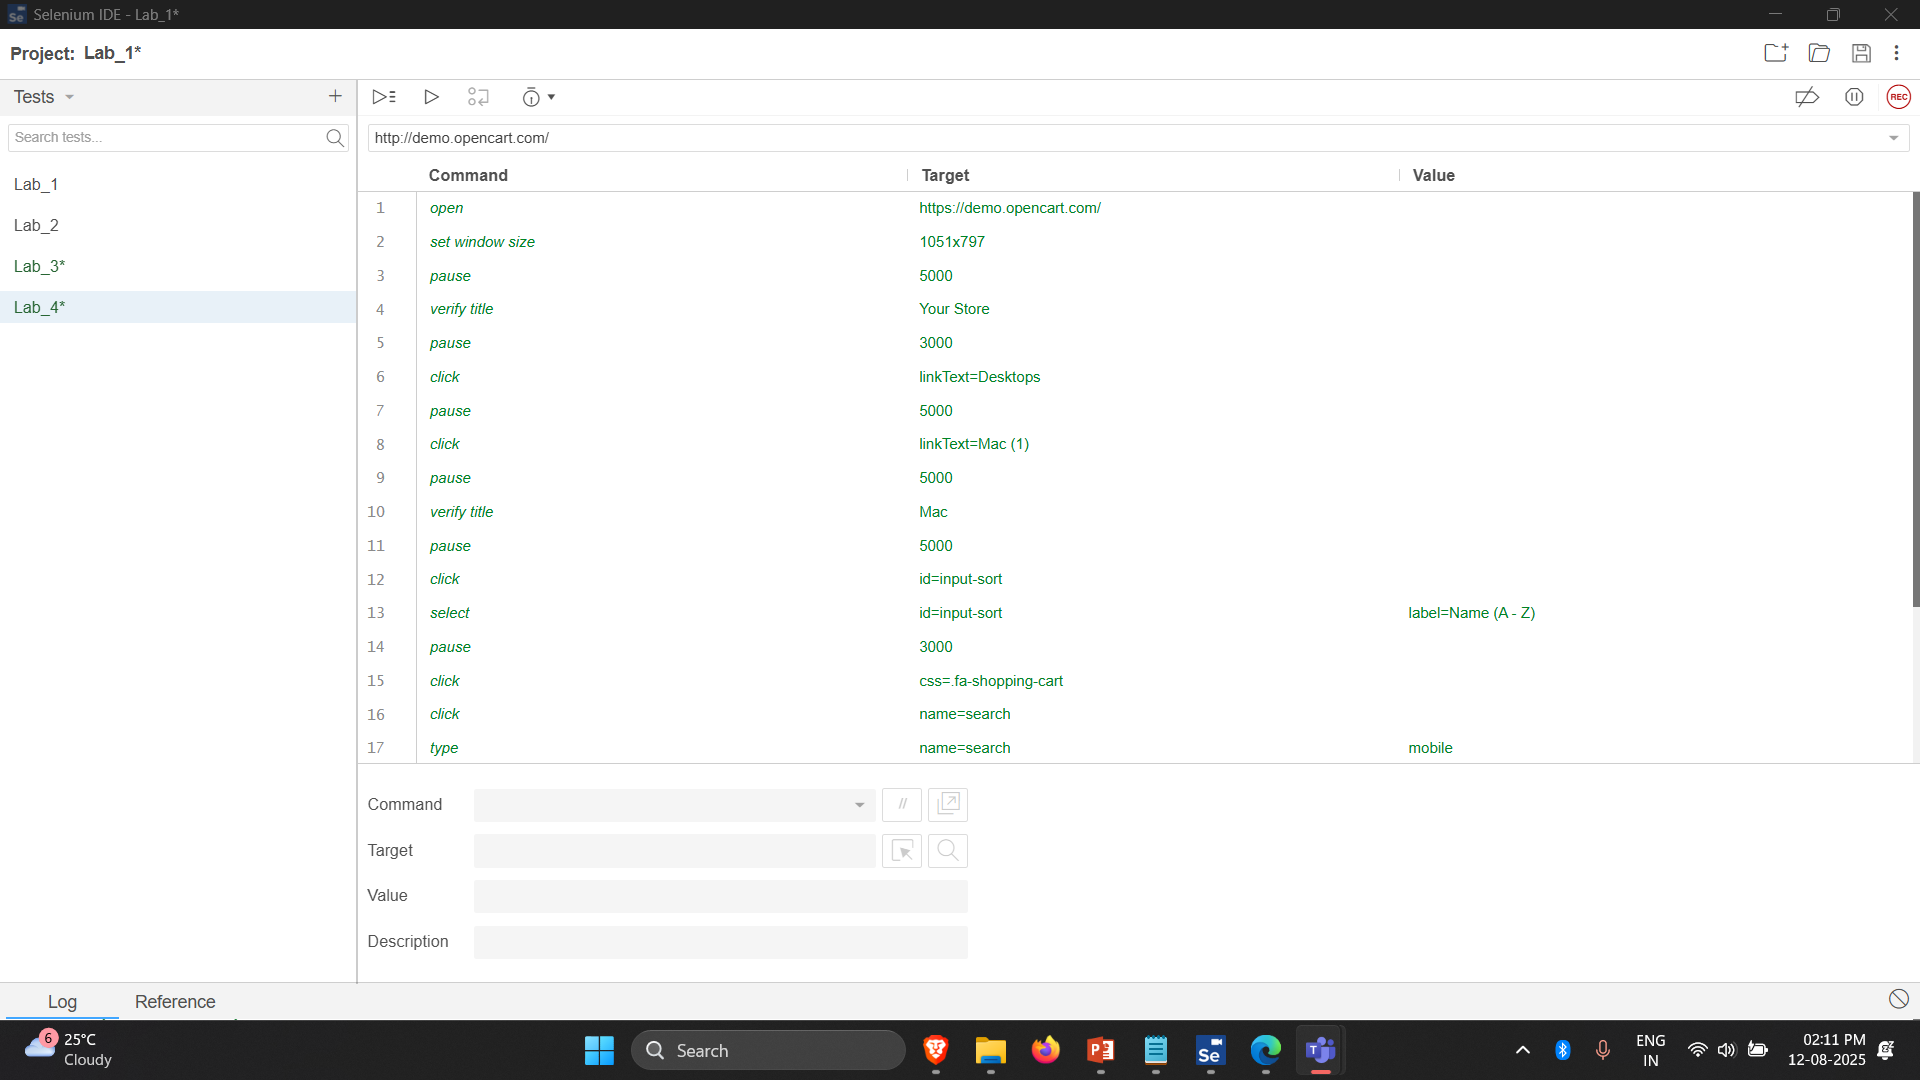 Selenium IDE - Lab_1*
Project: Lab_1*
Tests
Search tests...
Lab_1
Lab_2
Lab_3*
Lab_4*
REC
http://demo.opencart.com/
Command Target Value
1 open https://demo.opencart.com/
2 set window size 1051x797
3 pause 5000
4 verify title Your Store
5 pause 3000
6 click linkText=Desktops
7 pause 5000
8 click linkText=Mac (1)
9 pause 5000
10 verify title Mac
11 pause 5000
12 click id=input-sort
13 select id=input-sort label=Name (A - Z)
14 pause 3000
15 click css=.fa-shopping-cart
16 click name=search
17 type name=search mobile
Command //
Target
Value
Description
Log Reference
6 25°C
Cloudy
Search
Se
ENG
IN
02:11 PM
12-08-2025